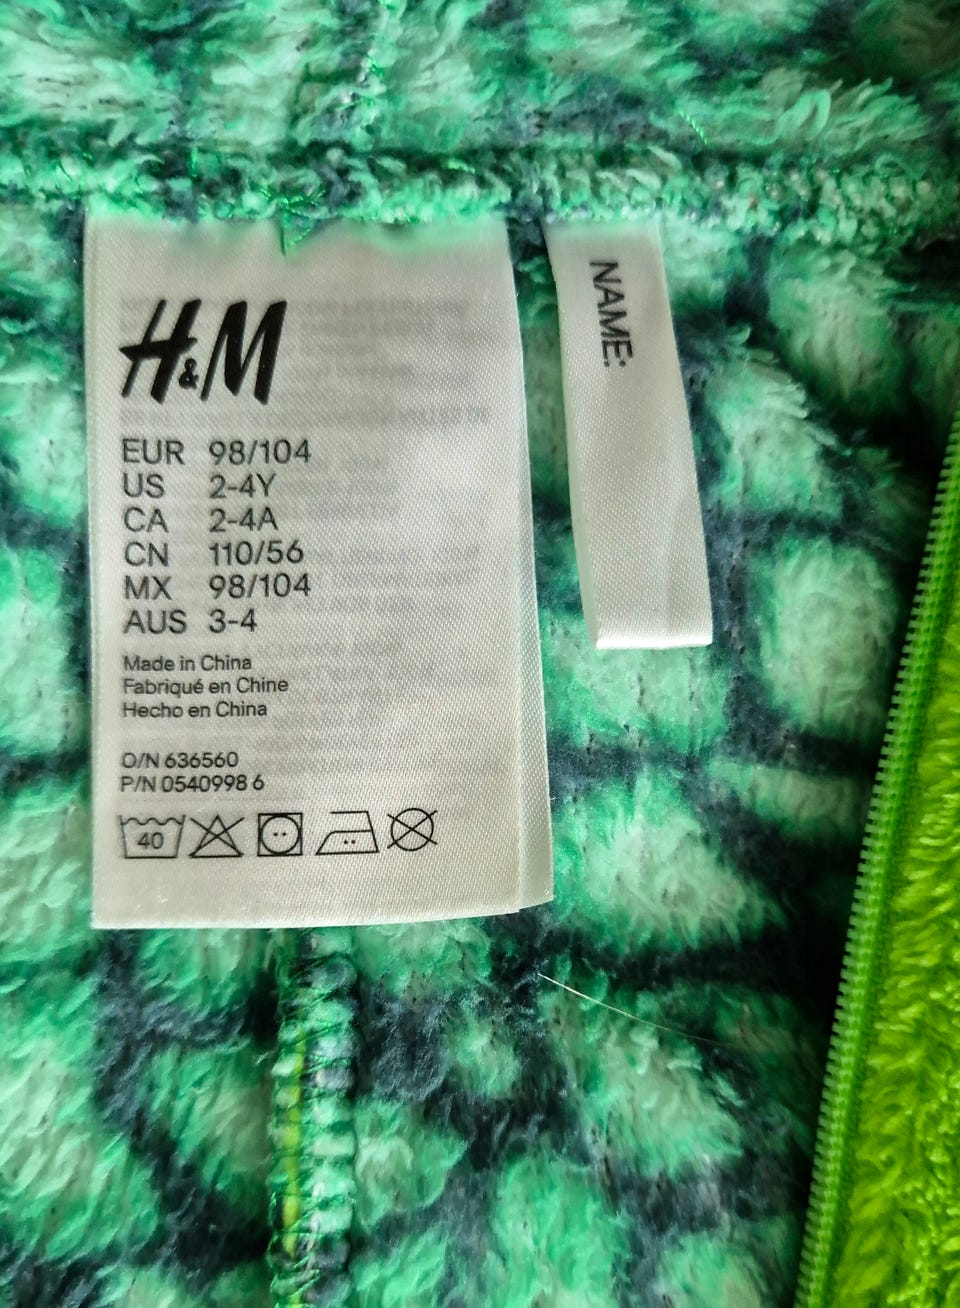 H&M
EUR 98/104
US 2-4Y
CA 2-4A
CN 110/56
MX 98/104
AUS 3-4
Made in China
Fabriqué en Chine
Hecho en China
O/N 636560
P/N 0540998 6
40
NAME: